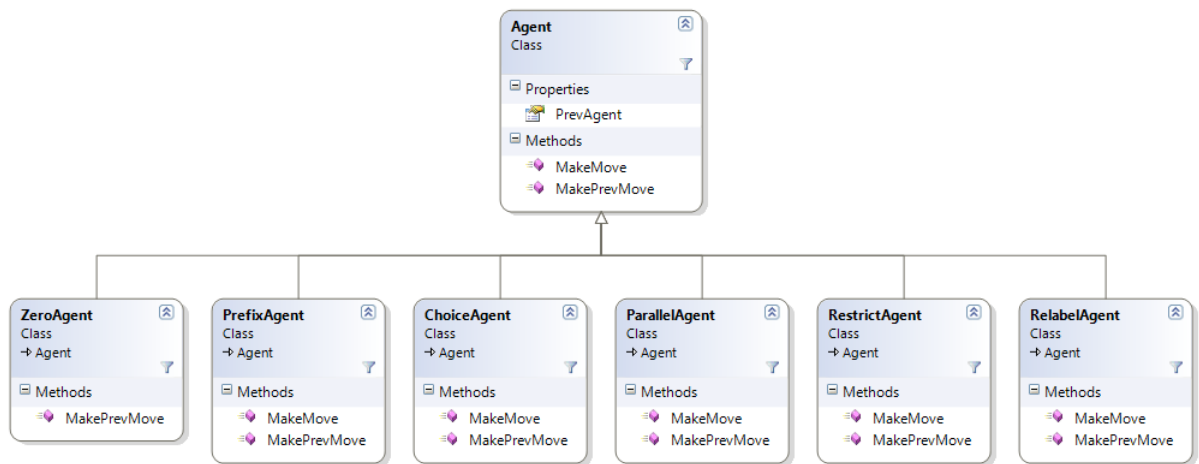 Agent
Class
Properties
PrevAgent
Methods
MakeMove
MakePrevMove
ZeroAgent
Class
Agent
Methods
MakePrevMove
PrefixAgent
Class
Agent
Methods
MakeMove
MakePrevMove
ChoiceAgent
Class
Agent
Methods
MakeMove
MakePrevMove
ParallelAgent
Class
Agent
Methods
MakeMove
MakePrevMove
RestrictAgent
Class
Agent
Methods
MakeMove
MakePrevMove
RelabelAgent
Class
Agent
Methods
MakeMove
MakePrevMove